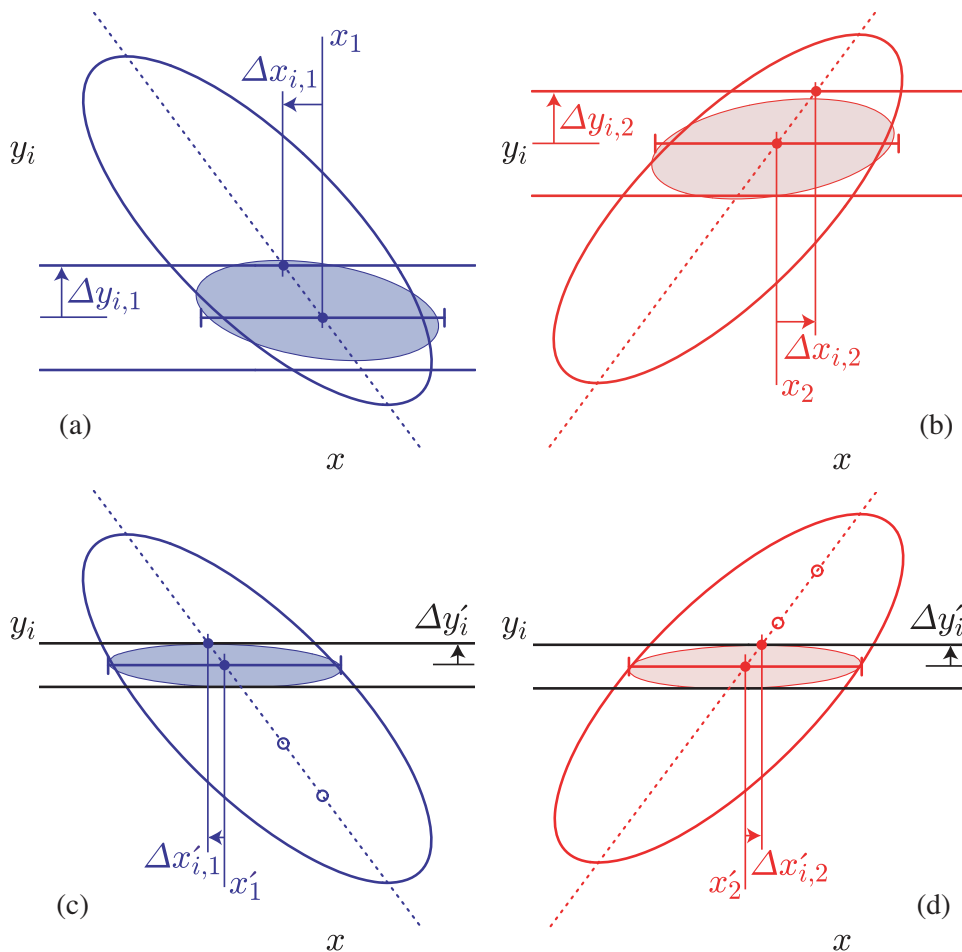 x₁
Δxᵢ,₁
yᵢ
Δyᵢ,₁
(a)
x
yᵢ
Δyᵢ,₂
Δxᵢ,₂
x₂
(b)
x
yᵢ
Δy′ᵢ
Δx′ᵢ,₁
x′₁
(c)
x
yᵢ
Δy′ᵢ
Δx′ᵢ,₂
x′₂
(d)
x